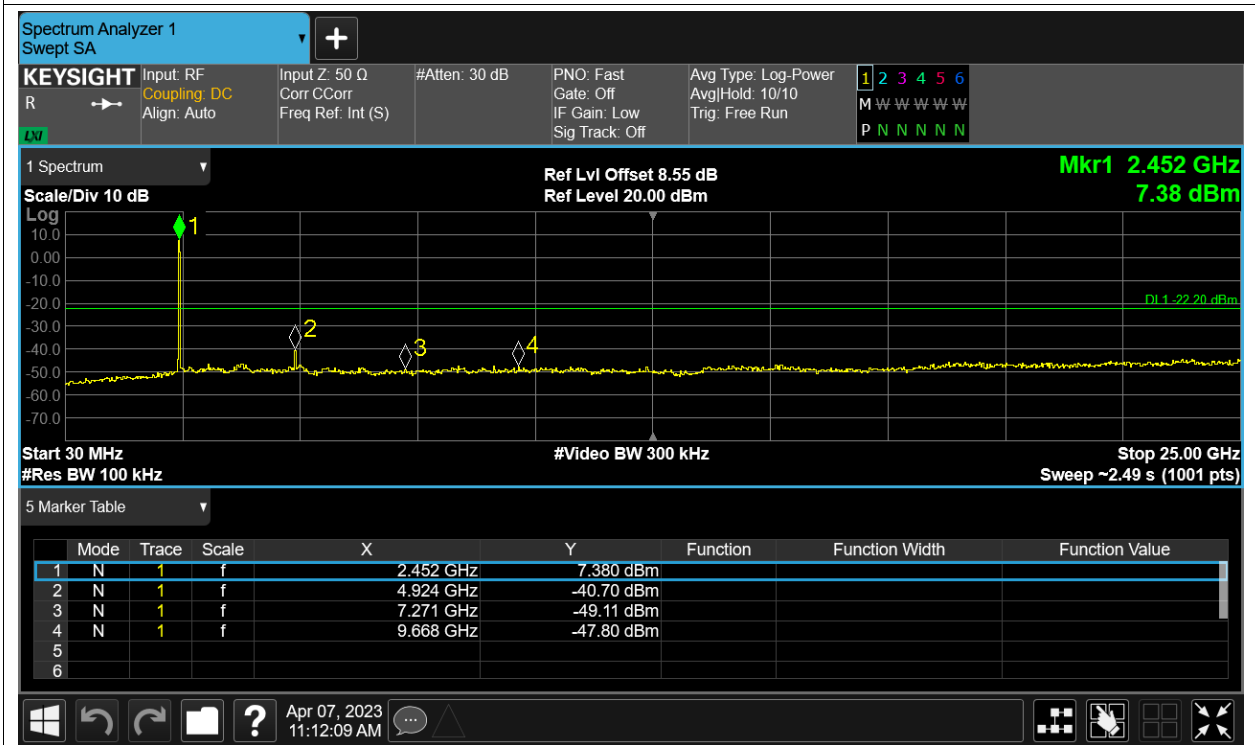 Spectrum Analyzer 1
Swept SA
KEYSIGHT
R
LXI
Input: RF
Coupling: DC
Align: Auto
Input Z: 50 Ω
Corr CCorr
Freq Ref: Int (S)
#Atten: 30 dB
PNO: Fast
Gate: Off
IF Gain: Low
Sig Track: Off
Avg Type: Log-Power
Avg|Hold: 10/10
Trig: Free Run
1 2 3 4 5 6
M W W W W W
P N N N N N
1 Spectrum
Scale/Div 10 dB
Ref Lvl Offset 8.55 dB
Ref Level 20.00 dBm
Mkr1 2.452 GHz
7.38 dBm
Log
10.0
0.00
-10.0
-20.0
-30.0
-40.0
-50.0
-60.0
-70.0
1
2
3
4
DL1 -22.20 dBm
Start 30 MHz
#Res BW 100 kHz
#Video BW 300 kHz
Stop 25.00 GHz
Sweep ~2.49 s (1001 pts)
5 Marker Table
Mode Trace Scale X Y Function Function Width Function Value
1 N 1 f 2.452 GHz 7.380 dBm
2 N 1 f 4.924 GHz -40.70 dBm
3 N 1 f 7.271 GHz -49.11 dBm
4 N 1 f 9.668 GHz -47.80 dBm
5
6
?
Apr 07, 2023
11:12:09 AM